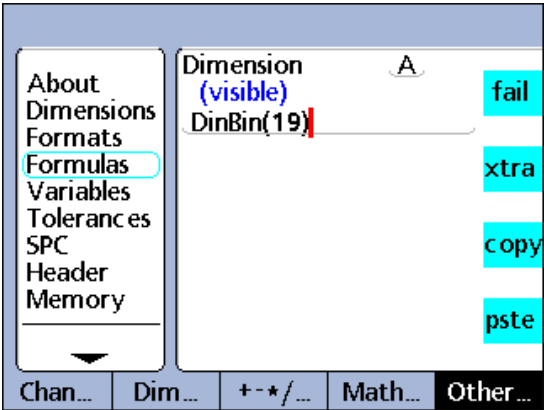 About
Dimensions
Formats
Formulas
Variables
Tolerances
SPC
Header
Memory
Dimension A
(visible)
DinBin(19)
fail
xtra
copy
pste
Chan... Dim... +-*/... Math... Other...